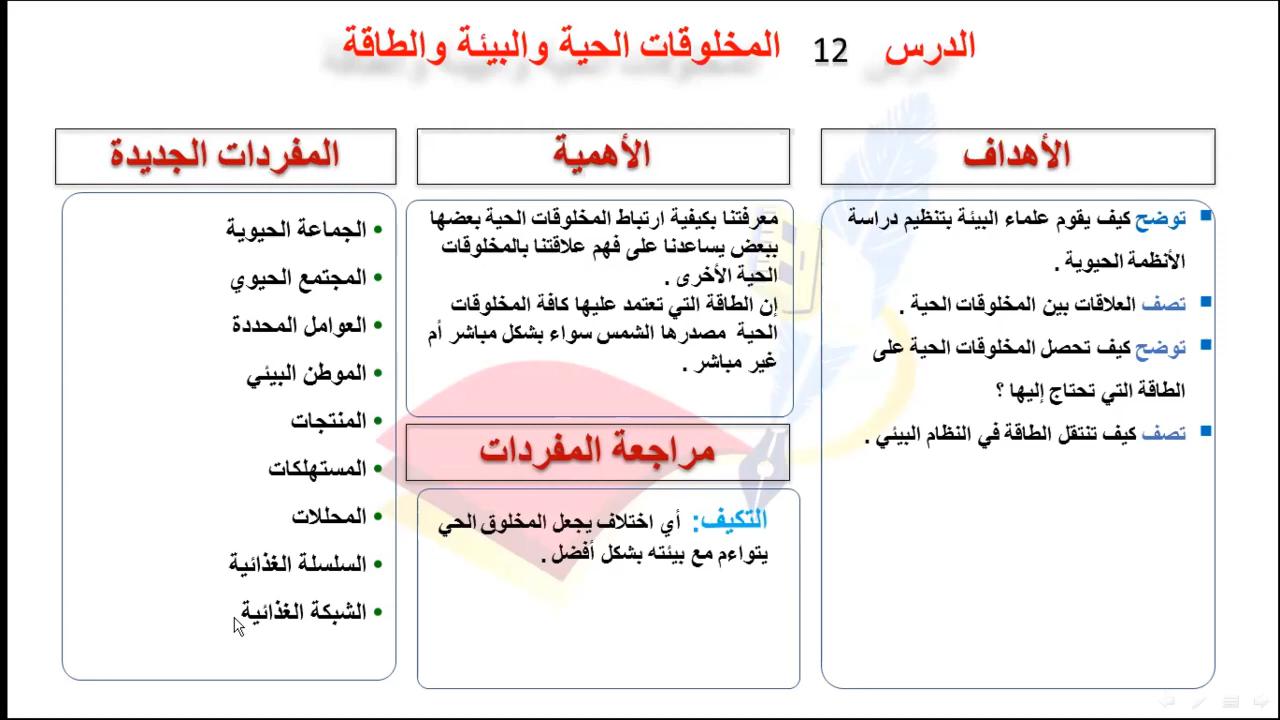 الدرس 12 المخلوقات الحية والبيئة والطاقة
الأهداف
توضح كيف يقوم علماء البيئة بتنظيم دراسة
الأنظمة الحيوية .
تصف العلاقات بين المخلوقات الحية .
توضح كيف تحصل المخلوقات الحية على
الطاقة التي تحتاج إليها ؟
تصف كيف تنتقل الطاقة في النظام البيئي .
الأهمية
معرفتنا بكيفية ارتباط المخلوقات الحية بعضها
ببعض يساعدنا على فهم علاقتنا بالمخلوقات
الحية الأخرى .
إن الطاقة التي تعتمد عليها كافة المخلوقات
الحية مصدرها الشمس سواء بشكل مباشر أم
غير مباشر .
مراجعة المفردات
التكيف: أي اختلاف يجعل المخلوق الحي
يتواءم مع بيئته بشكل أفضل .
المفردات الجديدة
• الجماعة الحيوية
• المجتمع الحيوي
• العوامل المحددة
• الموطن البيئي
• المنتجات
• المستهلكات
• المحللات
• السلسلة الغذائية
• الشبكة الغذائية